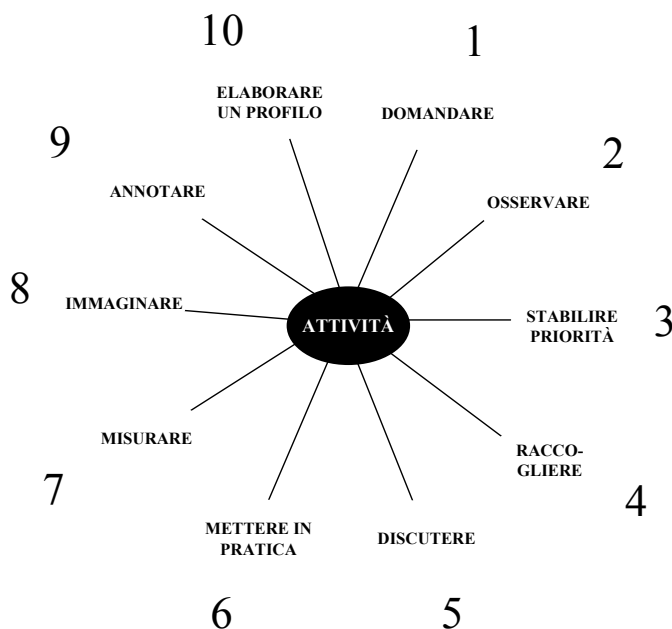 10
ELABORARE
UN PROFILO
1
DOMANDARE
2
OSSERVARE
3
STABILIRE
PRIORITÀ
4
RACCO-
GLIERE
5
DISCUTERE
6
METTERE IN
PRATICA
7
MISURARE
8
IMMAGINARE
9
ANNOTARE
ATTIVITÀ